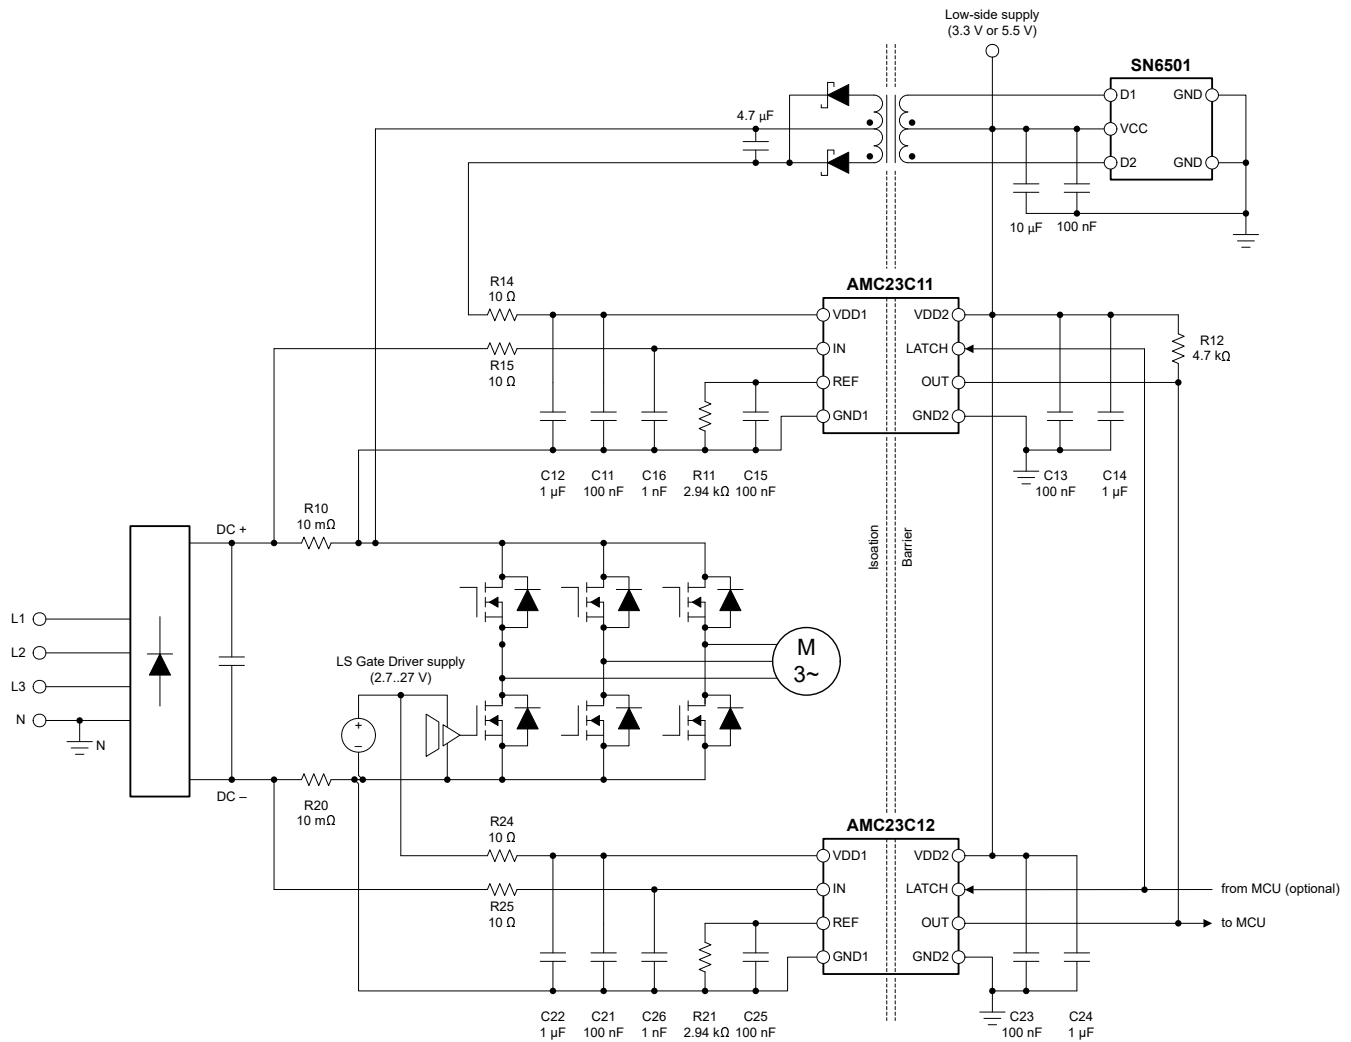 Low-side supply
(3.3 V or 5.5 V)
SN6501
D1
GND
4.7 µF
VCC
D2
GND
10 µF
100 nF
R14
10 Ω
AMC23C11
VDD1
VDD2
IN
LATCH
R12
4.7 kΩ
R15
10 Ω
REF
OUT
GND1
GND2
C12
1 µF
C11
100 nF
C16
1 nF
R11
2.94 kΩ
C15
100 nF
C13
100 nF
C14
1 µF
R10
10 mΩ
DC +
Isoation
Barrier
L1
L2
L3
N
N
LS Gate Driver supply
(2.7..27 V)
+
–
M
3~
DC –
R20
10 mΩ
R24
10 Ω
AMC23C12
VDD1
VDD2
IN
LATCH
from MCU (optional)
R25
10 Ω
REF
OUT
to MCU
GND1
GND2
C22
1 µF
C21
100 nF
C26
1 nF
R21
2.94 kΩ
C25
100 nF
C23
100 nF
C24
1 µF